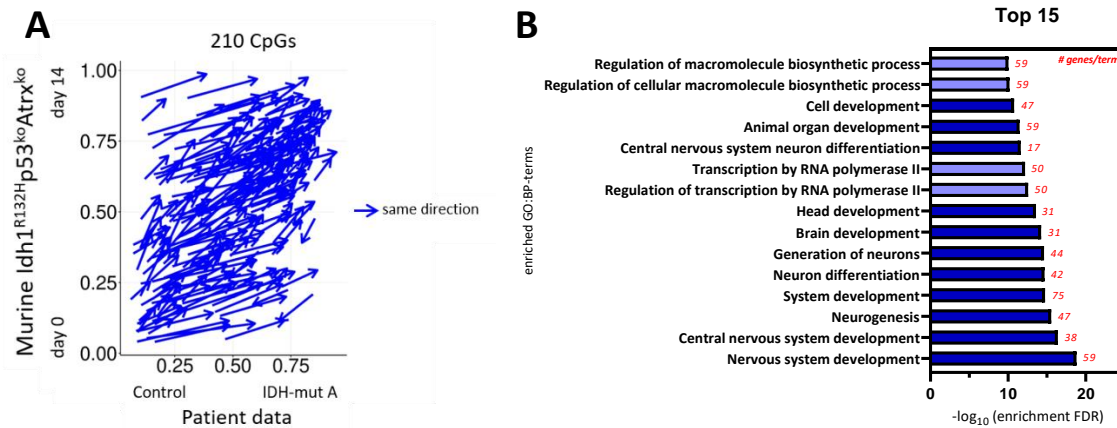 A
210 CpGs
Murine Idh1R132Hp53koAtrxko
day 0
day 14
1.00
0.75
0.50
0.25
0.00
0.25 0.50 0.75
Control IDH-mut A
Patient data
same direction
B
Top 15
# genes/term
enriched GO:BP-terms
Regulation of macromolecule biosynthetic process 59
Regulation of cellular macromolecule biosynthetic process 59
Cell development 47
Animal organ development 59
Central nervous system neuron differentiation 17
Transcription by RNA polymerase II 50
Regulation of transcription by RNA polymerase II 50
Head development 31
Brain development 31
Generation of neurons 44
Neuron differentiation 42
System development 75
Neurogenesis 47
Central nervous system development 38
Nervous system development 59
0 10 20
-log10 (enrichment FDR)